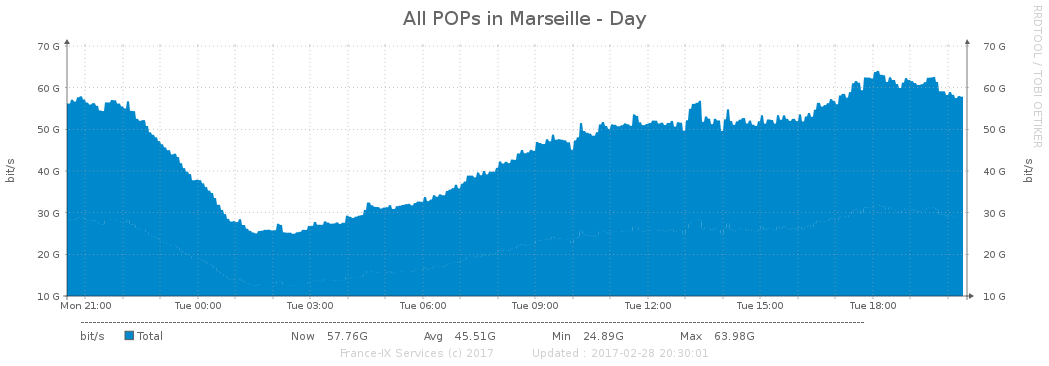 All POPs in Marseille - Day
RRDTOOL / TOBI OETIKER
70 G 70 G
60 G 60 G
50 G 50 G
40 G 40 G
30 G 30 G
20 G 20 G
10 G 10 G
bit/s bit/s
Mon 21:00 Tue 00:00 Tue 03:00 Tue 06:00 Tue 09:00 Tue 12:00 Tue 15:00 Tue 18:00
bit/s Total Now 57.76G Avg 45.51G Min 24.89G Max 63.98G
France-IX Services (c) 2017 Updated : 2017-02-28 20:30:01